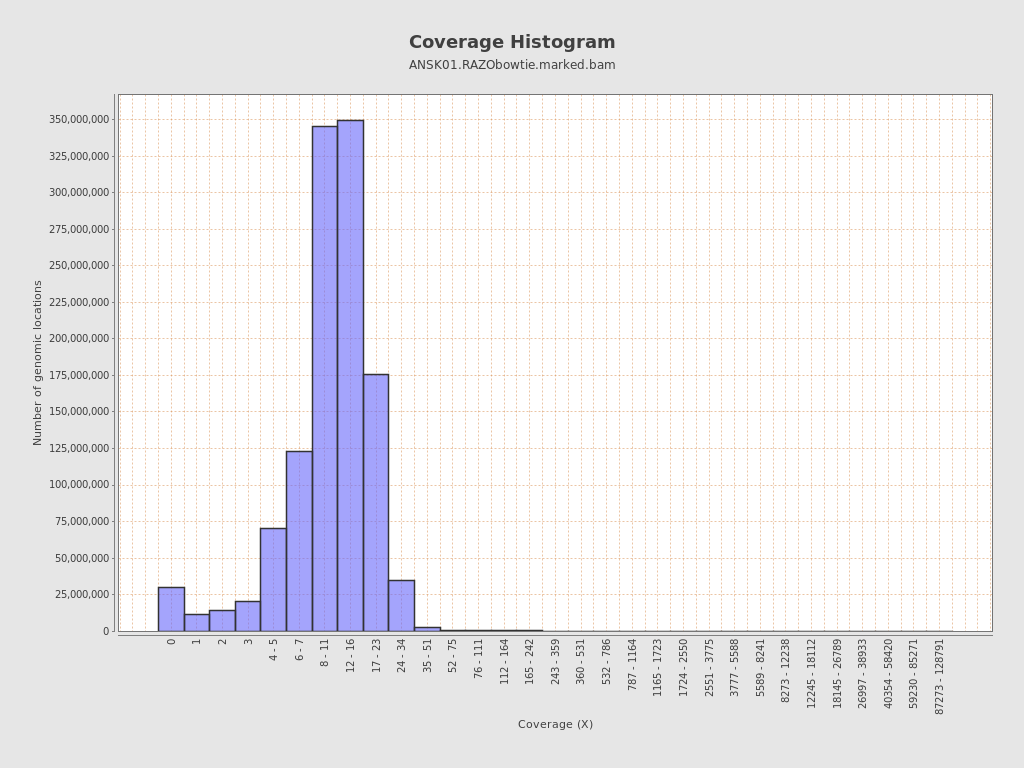 Coverage Histogram
ANSK01.RAZObowtie.marked.bam
Number of genomic locations
350,000,000
325,000,000
300,000,000
275,000,000
250,000,000
225,000,000
200,000,000
175,000,000
150,000,000
125,000,000
100,000,000
75,000,000
50,000,000
25,000,000
0
0
1
2
3
4 - 5
6 - 7
8 - 11
12 - 16
17 - 23
24 - 34
35 - 51
52 - 75
76 - 111
112 - 164
165 - 242
243 - 359
360 - 531
532 - 786
787 - 1164
1165 - 1723
1724 - 2550
2551 - 3775
3777 - 5588
5589 - 8241
8273 - 12238
12245 - 18112
18145 - 26789
26997 - 38933
40354 - 58420
59230 - 85271
87273 - 128791
Coverage (X)